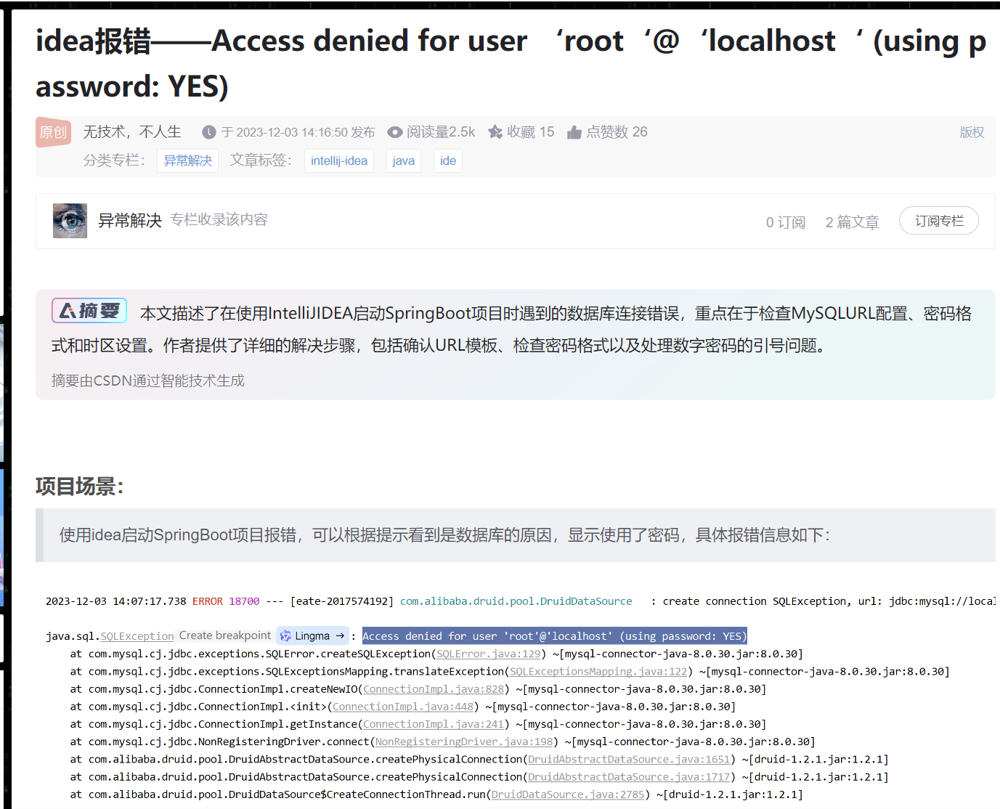 idea报错——Access denied for user ‘root‘@‘localhost‘ (using p
assword: YES)
原创 无技术，不人生 于 2023-12-03 14:16:50 发布 阅读量2.5k 收藏 15 点赞数 26 版权
分类专栏： 异常解决 文章标签： intellij-idea java ide
异常解决 专栏收录该内容 0 订阅 2 篇文章 订阅专栏
摘要 本文描述了在使用IntelliJIDEA启动SpringBoot项目时遇到的数据库连接错误，重点在于检查MySQLURL配置、密码格
式和时区设置。作者提供了详细的解决步骤，包括确认URL模板、检查密码格式以及处理数字密码的引号问题。
摘要由CSDN通过智能技术生成
项目场景：
使用idea启动SpringBoot项目报错，可以根据提示看到是数据库的原因，显示使用了密码，具体报错信息如下：
2023-12-03 14:07:17.738 ERROR 18700 --- [eate-2017574192] com.alibaba.druid.pool.DruidDataSource : create connection SQLException, url: jdbc:mysql://local
java.sql.SQLException Create breakpoint Lingma → : Access denied for user 'root'@'localhost' (using password: YES)
at com.mysql.cj.jdbc.exceptions.SQLError.createSQLException(SQLError.java:129) ~[mysql-connector-java-8.0.30.jar:8.0.30]
at com.mysql.cj.jdbc.exceptions.SQLExceptionsMapping.translateException(SQLExceptionsMapping.java:122) ~[mysql-connector-java-8.0.30.jar:8.0.30]
at com.mysql.cj.jdbc.ConnectionImpl.createNewIO(ConnectionImpl.java:828) ~[mysql-connector-java-8.0.30.jar:8.0.30]
at com.mysql.cj.jdbc.ConnectionImpl.<init>(ConnectionImpl.java:448) ~[mysql-connector-java-8.0.30.jar:8.0.30]
at com.mysql.cj.jdbc.ConnectionImpl.getInstance(ConnectionImpl.java:241) ~[mysql-connector-java-8.0.30.jar:8.0.30]
at com.mysql.cj.jdbc.NonRegisteringDriver.connect(NonRegisteringDriver.java:198) ~[mysql-connector-java-8.0.30.jar:8.0.30]
at com.alibaba.druid.pool.DruidAbstractDataSource.createPhysicalConnection(DruidAbstractDataSource.java:1651) ~[druid-1.2.1.jar:1.2.1]
at com.alibaba.druid.pool.DruidAbstractDataSource.createPhysicalConnection(DruidAbstractDataSource.java:1717) ~[druid-1.2.1.jar:1.2.1]
at com.alibaba.druid.pool.DruidDataSource$CreateConnectionThread.run(DruidDataSource.java:2785) ~[druid-1.2.1.jar:1.2.1]